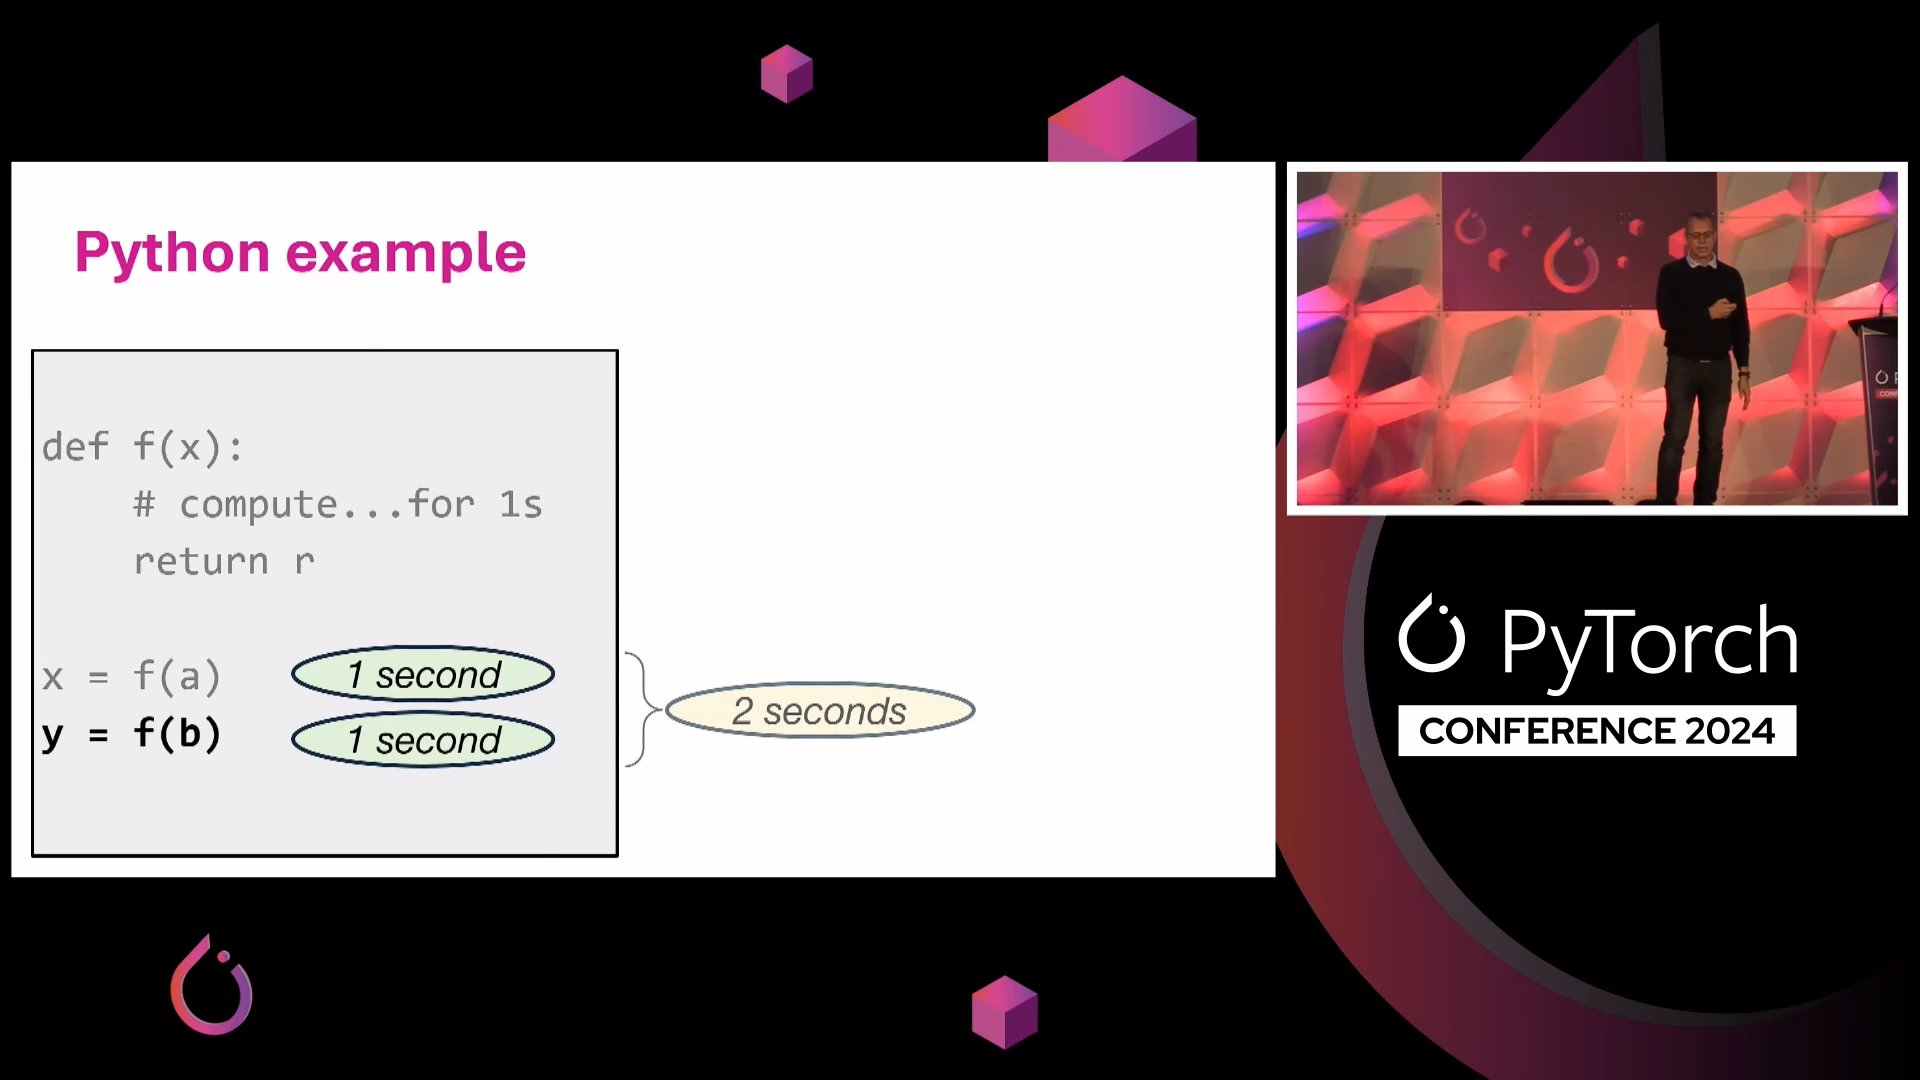 Python example
def f(x):
    # compute...for 1s
    return r
x = f(a)
1 second
y = f(b)
1 second
2 seconds
PyTorch
CONFERENCE 2024